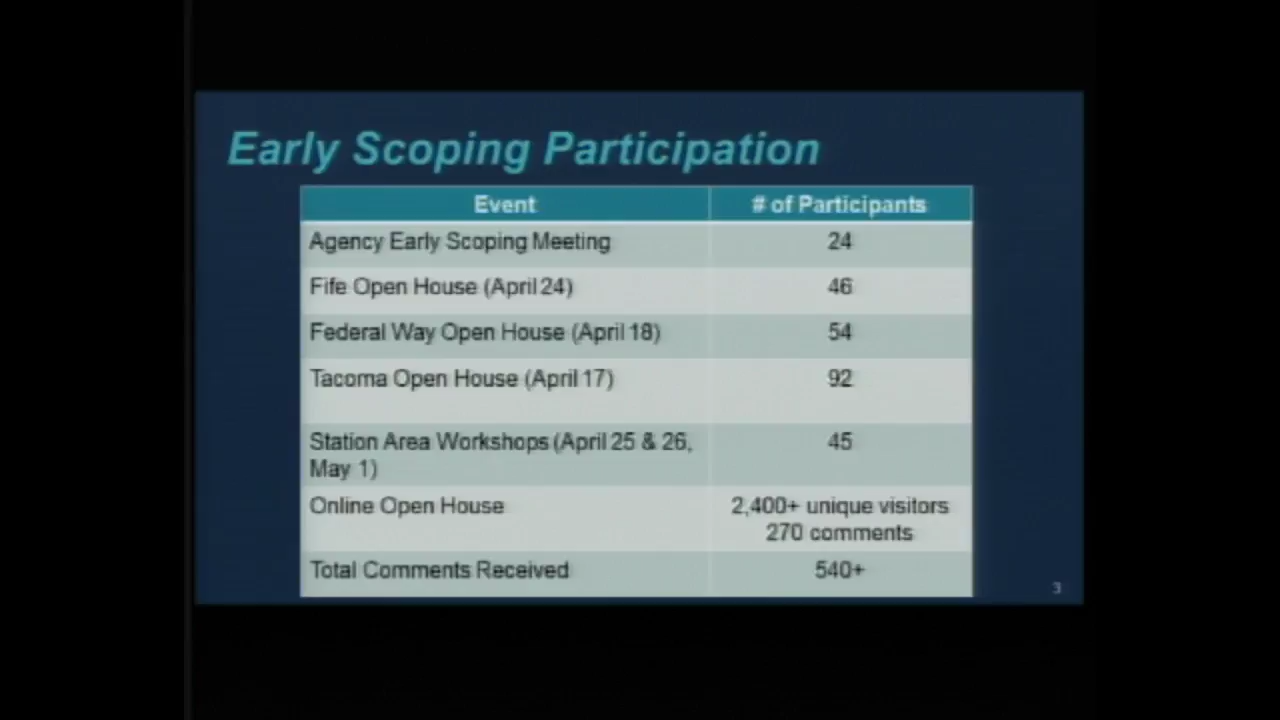 Early Scoping Participation
Event # of Participants
Agency Early Scoping Meeting 24
Fife Open House (April 24) 46
Federal Way Open House (April 18) 54
Tacoma Open House (April 17) 92
Station Area Workshops (April 25 & 26, 45
May 1)
Online Open House 2,400+ unique visitors
270 comments
Total Comments Received 540+
3